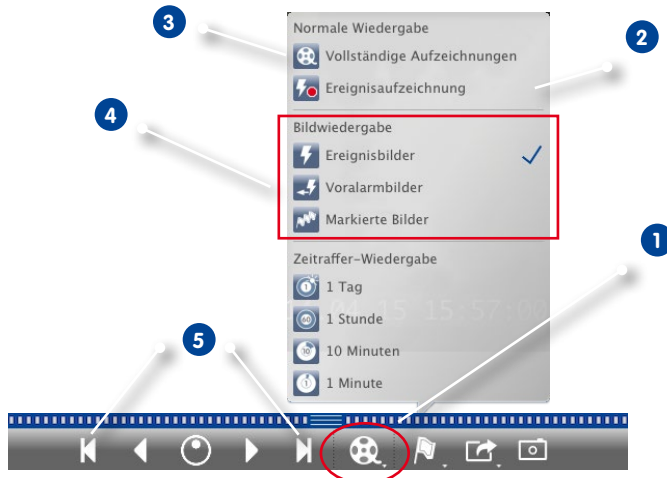 3
Normale Wiedergabe
2
Vollständige Aufzeichnungen
Ereignisaufzeichnung
4
Bildwiedergabe
Ereignisbilder
Voralarmbilder
Markierte Bilder
1
Zeitraffer-Wiedergabe
1 Tag
1 Stunde
10 Minuten
1 Minute
5